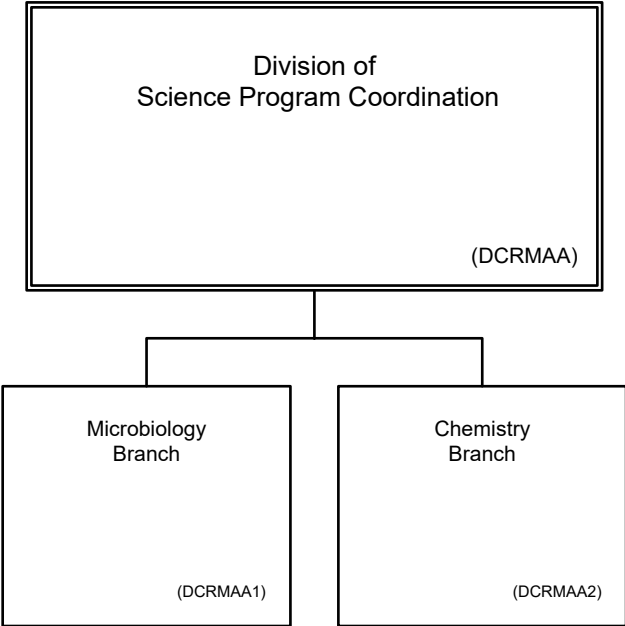 Division of
Science Program Coordination
(DCRMAA)
Microbiology
Branch
(DCRMAA1)
Chemistry
Branch
(DCRMAA2)